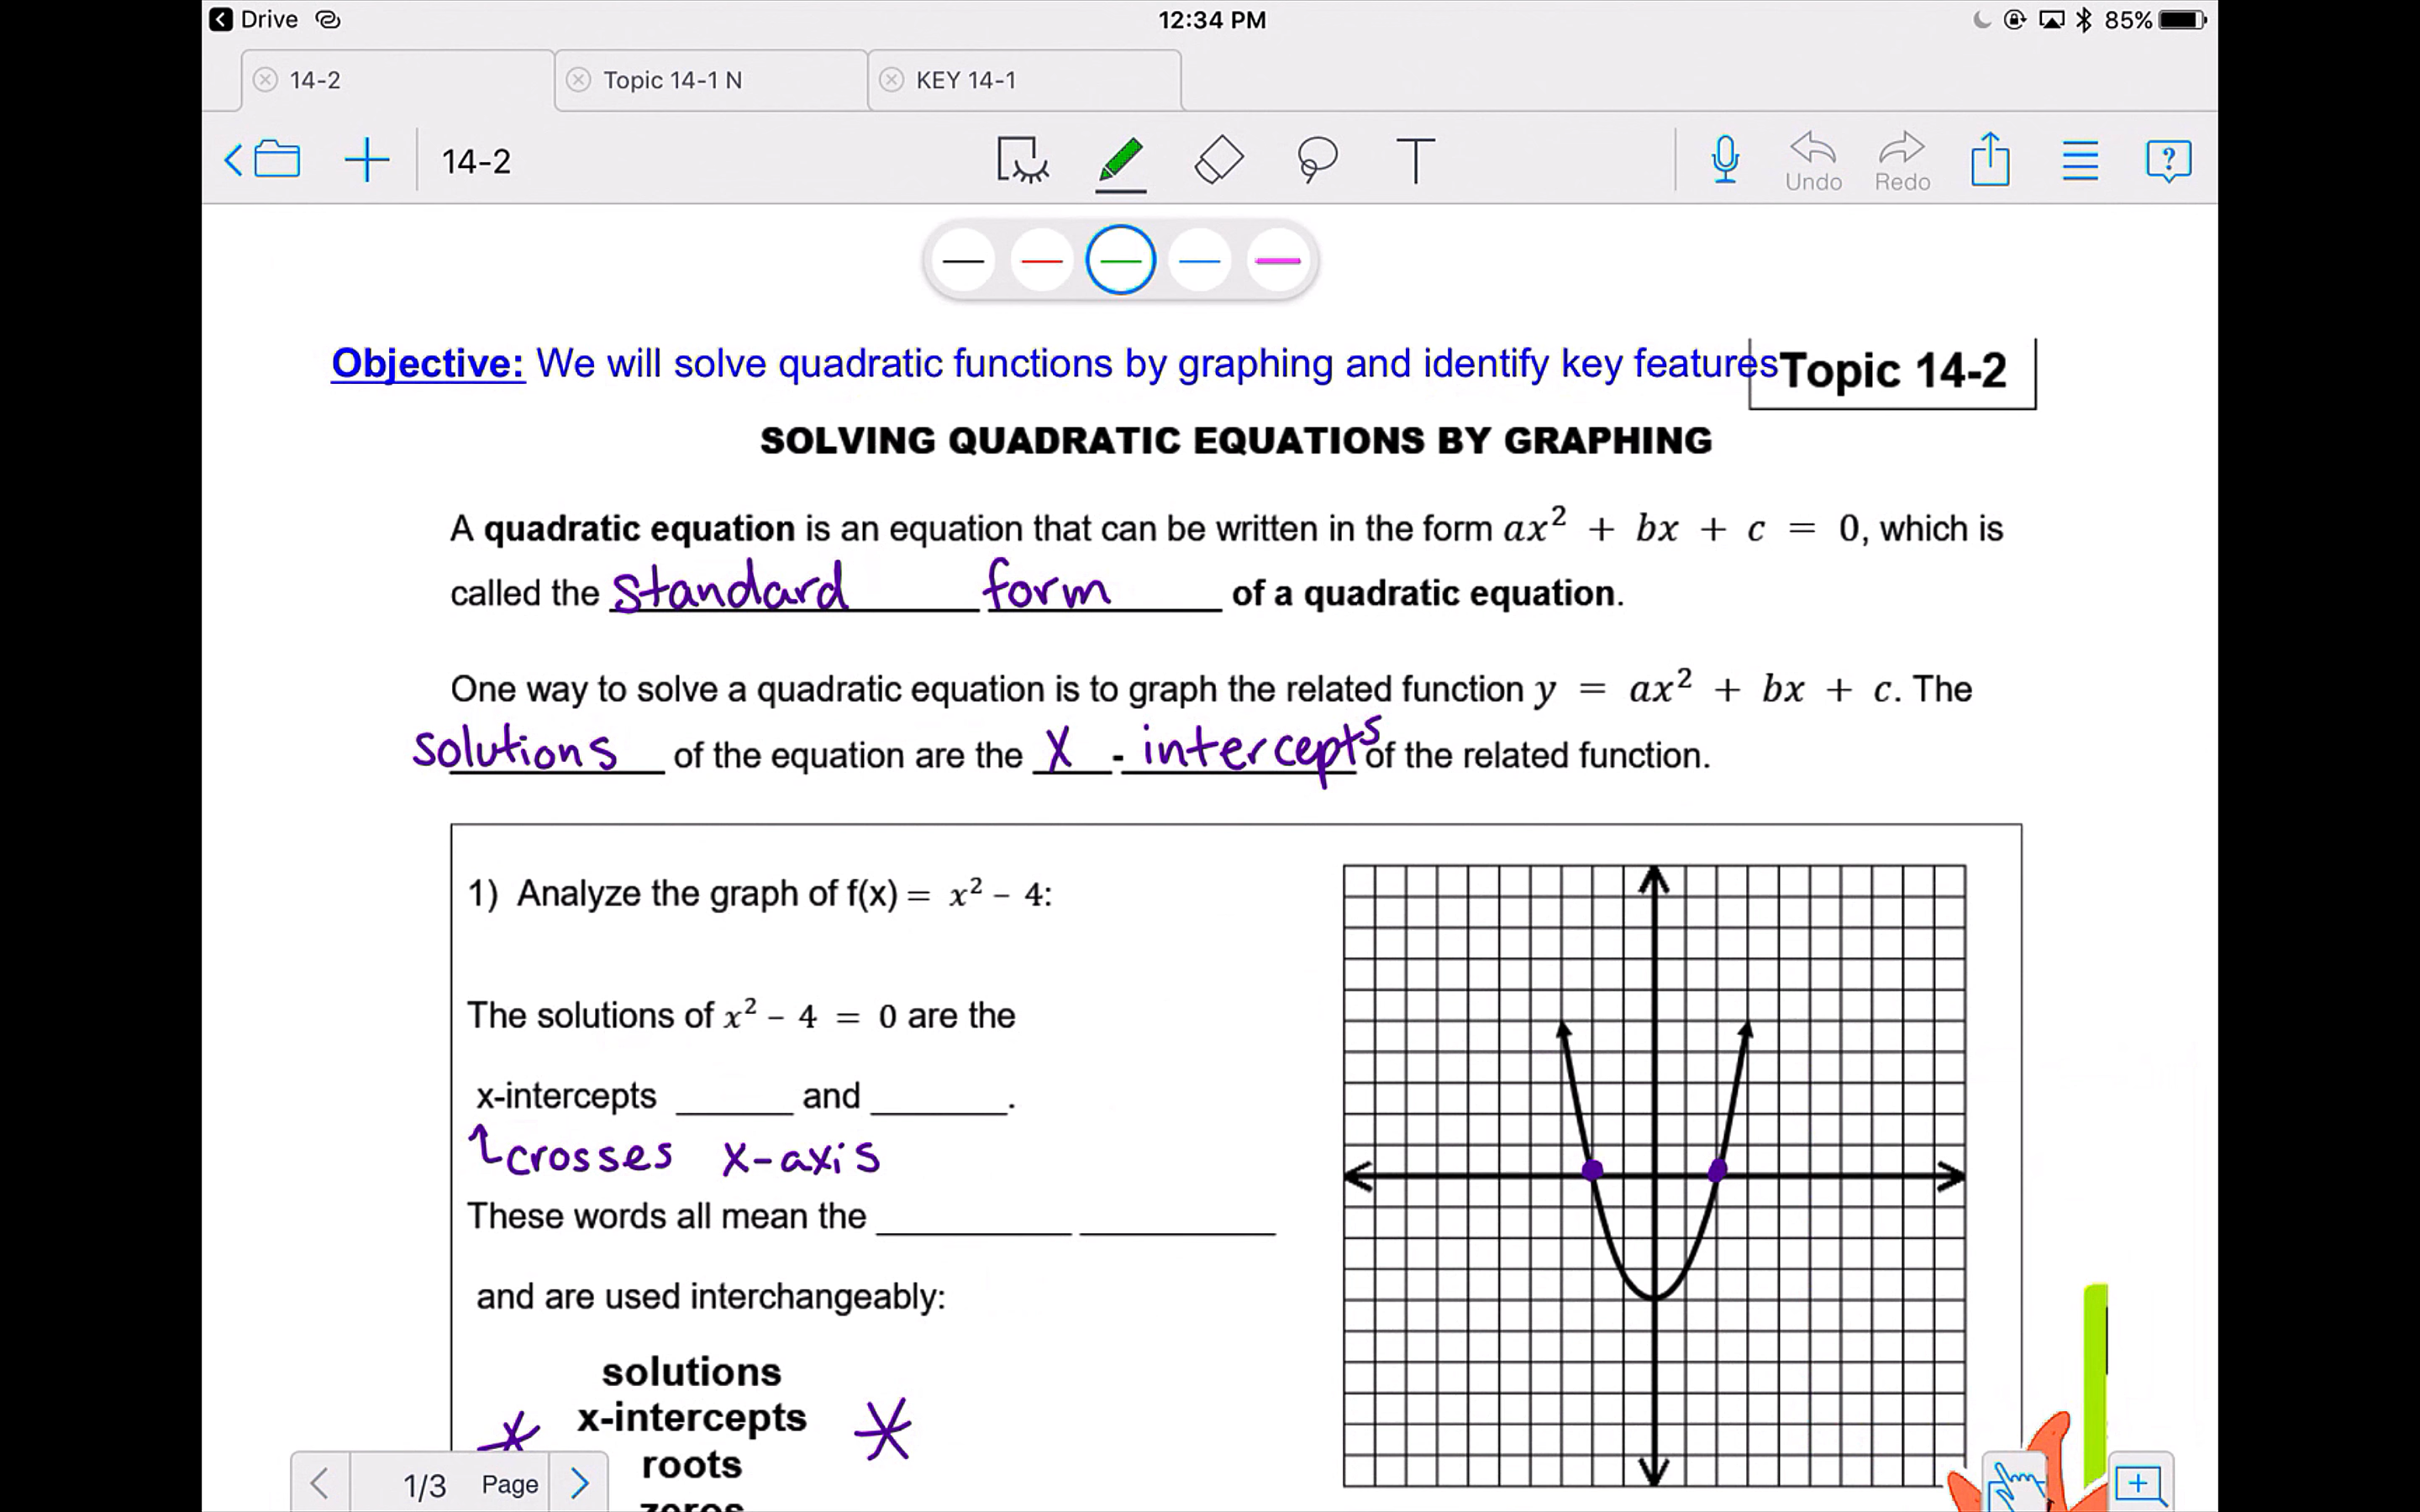 Drive 12:34 PM 85%
14-2 Topic 14-1 N KEY 14-1
14-2 T Undo Redo ?
Objective: We will solve quadratic functions by graphing and identify key features Topic 14-2
SOLVING QUADRATIC EQUATIONS BY GRAPHING
A quadratic equation is an equation that can be written in the form ax² + bx + c = 0, which is
called the standard form of a quadratic equation.
One way to solve a quadratic equation is to graph the related function y = ax² + bx + c. The
solutions of the equation are the x - intercepts of the related function.
1) Analyze the graph of f(x) = x² – 4:
The solutions of x² – 4 = 0 are the
x-intercepts ______ and ______.
crosses x-axis
These words all mean the ______ ______
and are used interchangeably:
solutions
x-intercepts
roots
zeros
1/3 Page